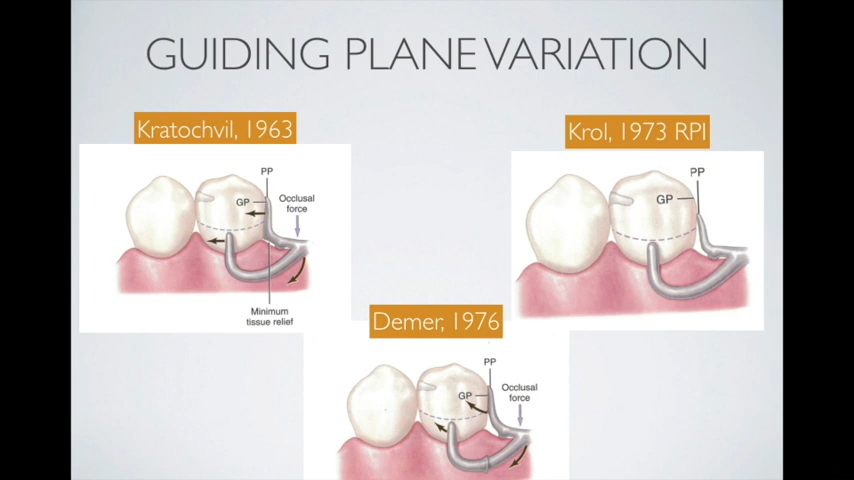 GUIDING PLANE VARIATION
Kratochvil, 1963
PP
GP
Occlusal
force
Minimum
tissue relief
Krol, 1973 RPI
PP
GP
Demer, 1976
PP
GP
Occlusal
force